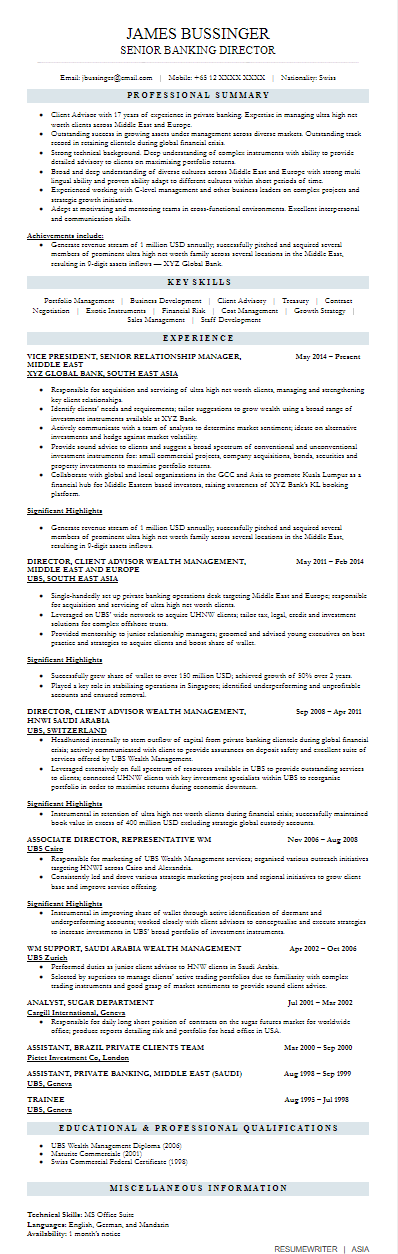 JAMES BUSSINGER
SENIOR BANKING DIRECTOR
Email: jbussinger@email.com | Mobile: +65 12 XXXX XXXX | Nationality: Swiss
PROFESSIONAL SUMMARY
Client Advisor with 17 years of experience in private banking. Expertise in managing ultra high net
worth clients across Middle East and Europe.
Outstanding success in growing assets under management across diverse markets. Outstanding track
record in retaining clientele during global financial crisis.
Strong technical background. Deep understanding of complex instruments with ability to provide
detailed advisory to clients on maximising portfolio returns.
Broad and deep understanding of diverse cultures across Middle East and Europe with strong multi
lingual ability and proven ability adapt to different cultures within short periods of time.
Experienced working with C-level management and other business leaders on complex projects and
strategic growth initiatives.
Adept at motivating and mentoring teams in cross-functional environments. Excellent interpersonal
and communication skills.
Achievements include:
Generate revenue stream of 1 million USD annually; successfully pitched and acquired several
members of prominent ultra high net worth family across several locations in the Middle East,
resulting in 9-digit assets inflows — XYZ Global Bank.
KEY SKILLS
Portfolio Management | Business Development | Client Advisory | Treasury | Contract
Negotiation | Exotic Instruments | Financial Risk | Cost Management | Growth Strategy |
Sales Management | Staff Development
EXPERIENCE
VICE PRESIDENT, SENIOR RELATIONSHIP MANAGER, May 2014 – Present
MIDDLE EAST
XYZ GLOBAL BANK, SOUTH EAST ASIA
Responsible for acquisition and servicing of ultra high net worth clients, managing and strengthening
key client relationships.
Identify clients' needs and requirements; tailor suggestions to grow wealth using a broad range of
investment instruments available at XYZ Bank.
Actively communicate with a team of analysts to determine market sentiment; ideate on alternative
investments and hedge against market volatility.
Provide sound advice to clients and suggest a broad spectrum of conventional and unconventional
investment instruments for: small commercial projects, company acquisitions, bonds, securities and
property investments to maximise portfolio returns.
Collaborate with global and local organisations in the GCC and Asia to promote Kuala Lumpur as a
financial hub for Middle Eastern based investors, raising awareness of XYZ Bank's KL booking
platform.
Significant Highlights
Generate revenue stream of 1 million USD annually; successfully pitched and acquired several
members of prominent ultra high net worth family across several locations in the Middle East,
resulting in 9-digit assets inflows.
DIRECTOR, CLIENT ADVISOR WEALTH MANAGEMENT, May 2011 – Feb 2014
MIDDLE EAST AND EUROPE
UBS, SOUTH EAST ASIA
Single-handedly set up private banking operations desk targeting Middle East and Europe; responsible
for acquisition and servicing of ultra high net worth clients.
Leveraged on UBS' wide network to acquire UHNW clients; tailor tax, legal, credit and investment
solutions for complex offshore trusts.
Provided mentorship to junior relationship managers; groomed and advised young executives on best
practice and strategies to acquire clients and boost share of wallet.
Significant Highlights
Successfully grew share of wallet to over 150 million USD; achieved growth of 50% over 2 years.
Played a key role in stabilising operations in Singapore; identified underperforming and unprofitable
accounts and ensured removal.
DIRECTOR, CLIENT ADVISOR WEALTH MANAGEMENT, Sep 2008 – Apr 2011
HNWI SAUDI ARABIA
UBS, SWITZERLAND
Headhunted internally to stem outflow of capital from private banking clientele during global financial
crisis; actively communicated with client to provide assurances on deposit safety and excellent suite of
services offered by UBS Wealth Management.
Leveraged extensively on full spectrum of resources available in UBS to provide outstanding services
to clients; connected UHNW clients with key investment specialists within UBS to reorganise
portfolio in order to maximise returns during economic downturn.
Significant Highlights
Instrumental in retention of ultra high net worth clients during financial crisis; successfully maintained
book value in excess of 400 million USD excluding strategic global custody accounts.
ASSOCIATE DIRECTOR, REPRESENTATIVE WM Nov 2006 – Aug 2008
UBS Cairo
Responsible for marketing of UBS Wealth Management services; organised various outreach initiatives
targeting HNWI across Cairo and Alexandria.
Consistently led and drove various strategic marketing projects and regional initiatives to grow client
base and improve service offering.
Significant Highlights
Instrumental in improving share of wallets through active identification of dormant and
underperforming accounts; worked closely with client advisors to conceptualise and execute strategies
to increase investments in UBS' broad portfolio of investment instruments.
WM SUPPORT, SAUDI ARABIA WEALTH MANAGEMENT Apr 2002 – Oct 2006
UBS Zurich
Performed duties as junior client advisor to HNW clients in Saudi Arabia.
Selected by superiors to manage clients' active trading portfolios due to familiarity with complex
trading instruments and good grasp of market sentiments to provide sound client advice.
ANALYST, SUGAR DEPARTMENT Jul 2001 – Mar 2002
Cargill International, Geneva
Responsible for daily long short position of contracts on the sugar futures market for worldwide
office; produce reports detailing risk and portfolio for head office in USA.
ASSISTANT, BRAZIL PRIVATE CLIENTS TEAM Mar 2000 – Sep 2000
Pictet Investment Co, London
ASSISTANT, PRIVATE BANKING, MIDDLE EAST (SAUDI) Aug 1998 – Sep 1999
UBS, Geneva
TRAINEE Aug 1995 – Jul 1998
UBS, Geneva
EDUCATIONAL & PROFESSIONAL QUALIFICATIONS
UBS Wealth Management Diploma (2006)
Maturite Commerciale (2001)
Swiss Commercial Federal Certificate (1998)
MISCELLANEOUS INFORMATION
Technical Skills: MS Office Suite
Languages: English, German, and Mandarin
Availability: 1 month's notice
RESUMEWRITER | ASIA